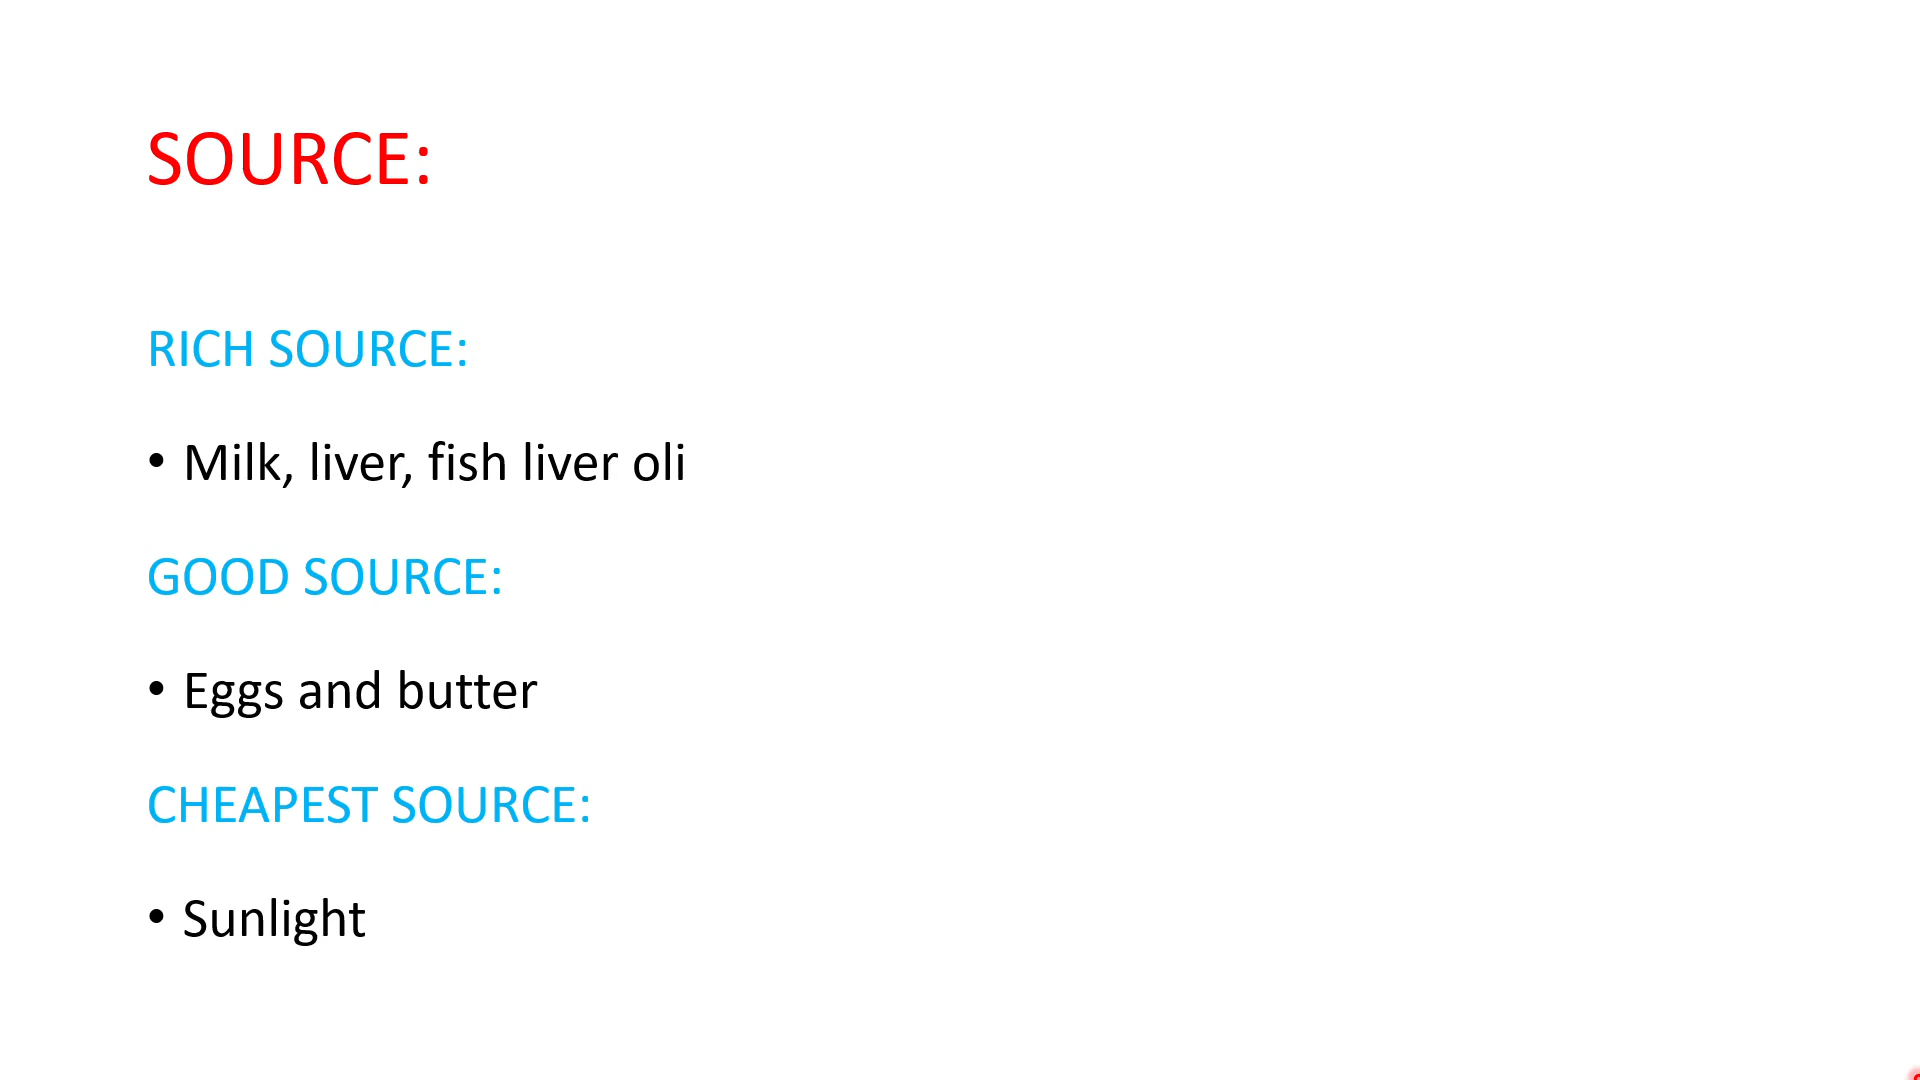 SOURCE:
RICH SOURCE:
• Milk, liver, fish liver oli
GOOD SOURCE:
• Eggs and butter
CHEAPEST SOURCE:
• Sunlight